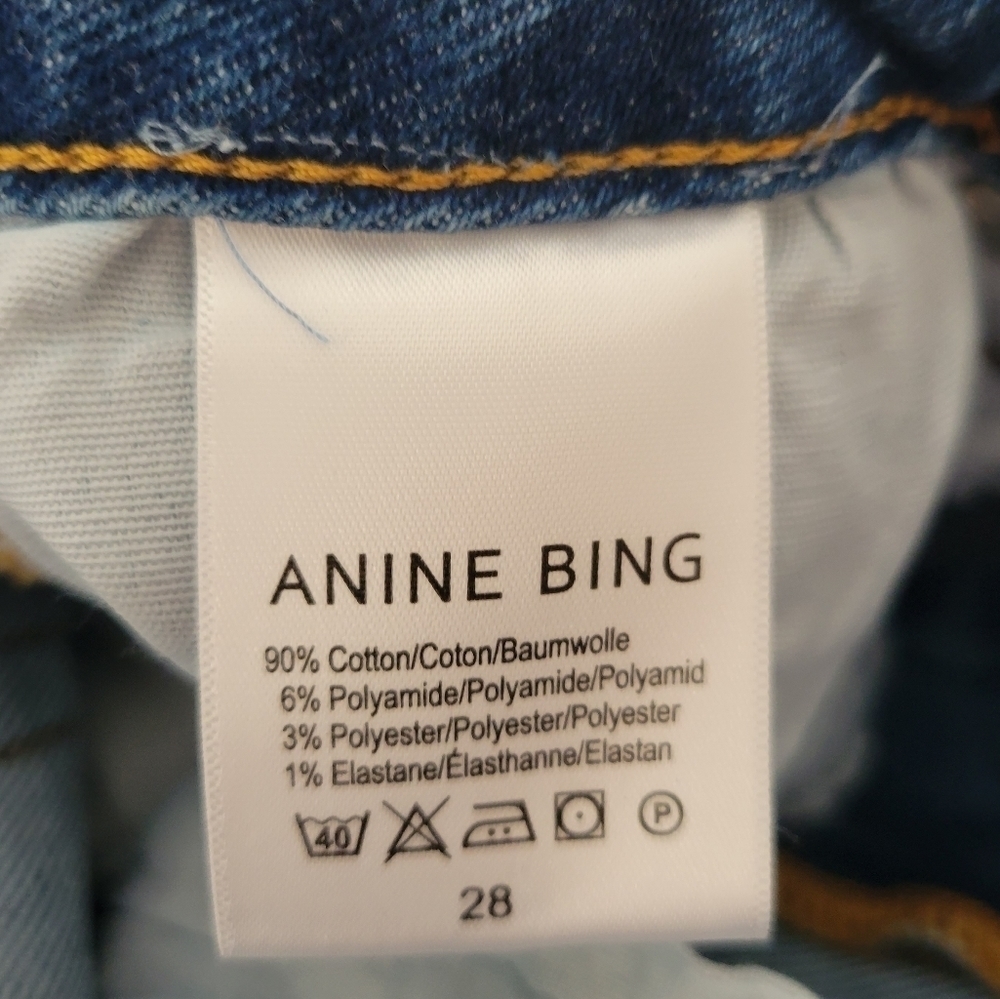 ANINE BING
90% Cotton/Coton/Baumwolle
6% Polyamide/Polyamide/Polyamid
3% Polyester/Polyester/Polyester
1% Elastane/Élasthanne/Elastan
40 P
28